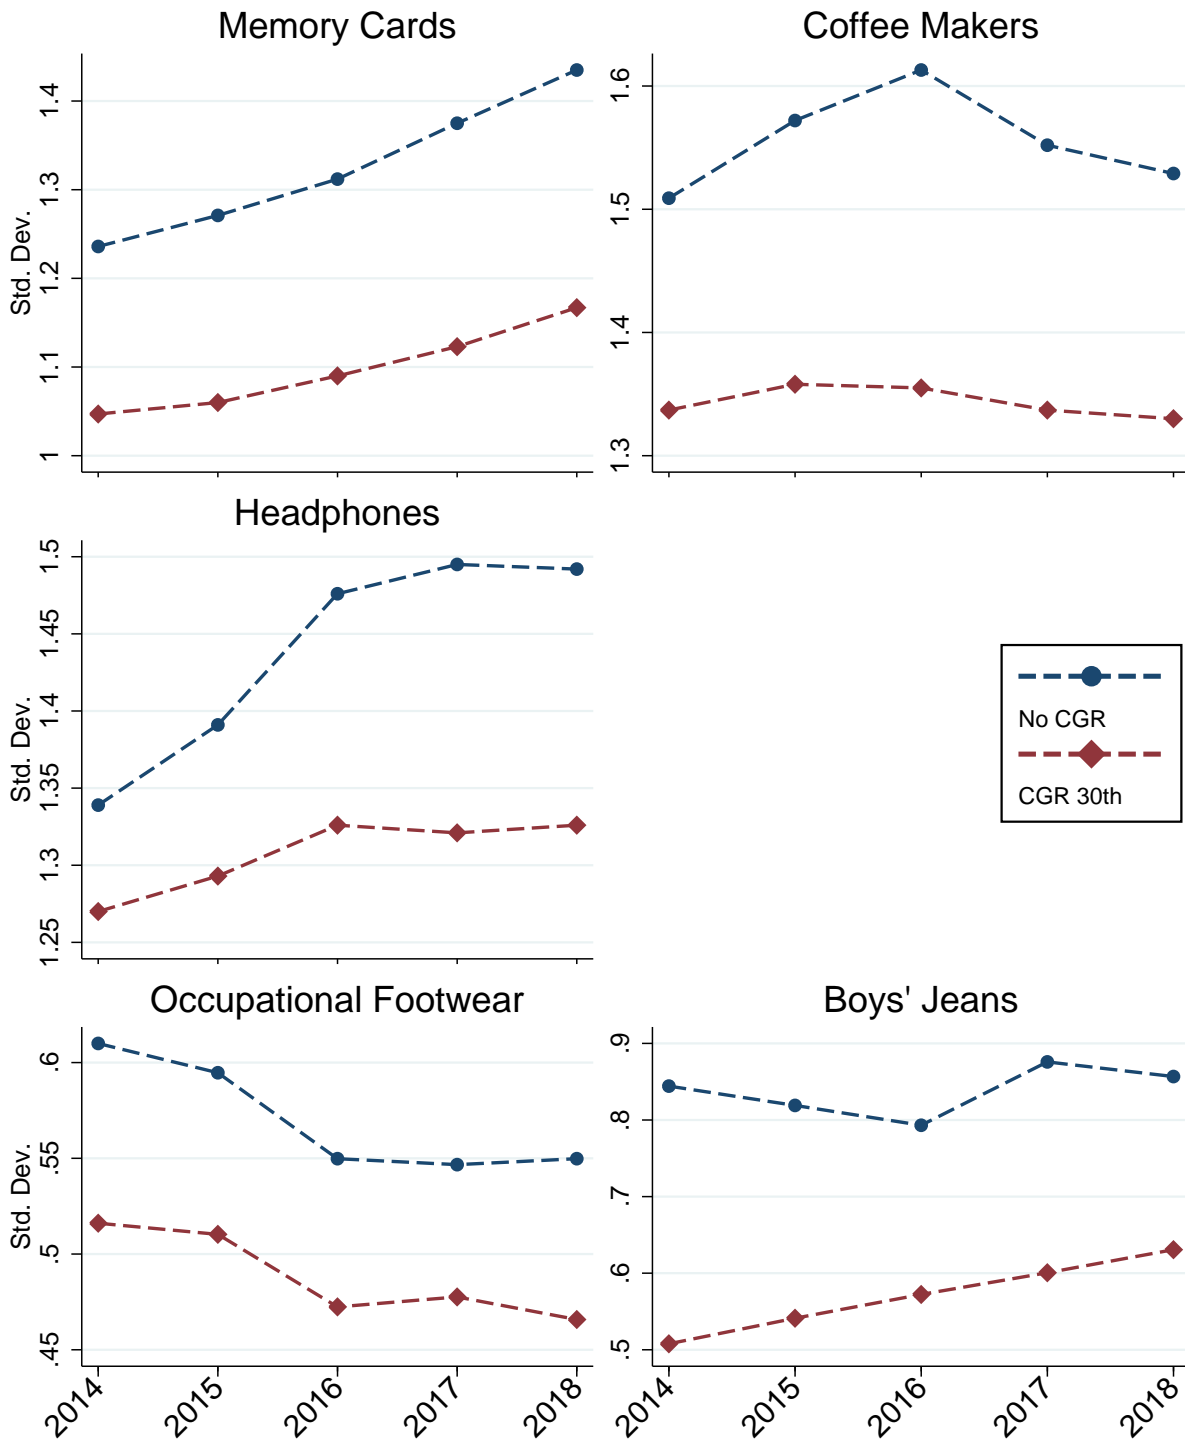 Memory Cards
Std. Dev.
1.4
1.3
1.2
1.1
1
Coffee Makers
1.6
1.5
1.4
1.3
Headphones
Std. Dev.
1.5
1.45
1.4
1.35
1.3
1.25
No CGR
CGR 30th
Occupational Footwear
Std. Dev.
.6
.55
.5
.45
2014 2015 2016 2017 2018
Boys' Jeans
.9
.8
.7
.6
.5
2014 2015 2016 2017 2018